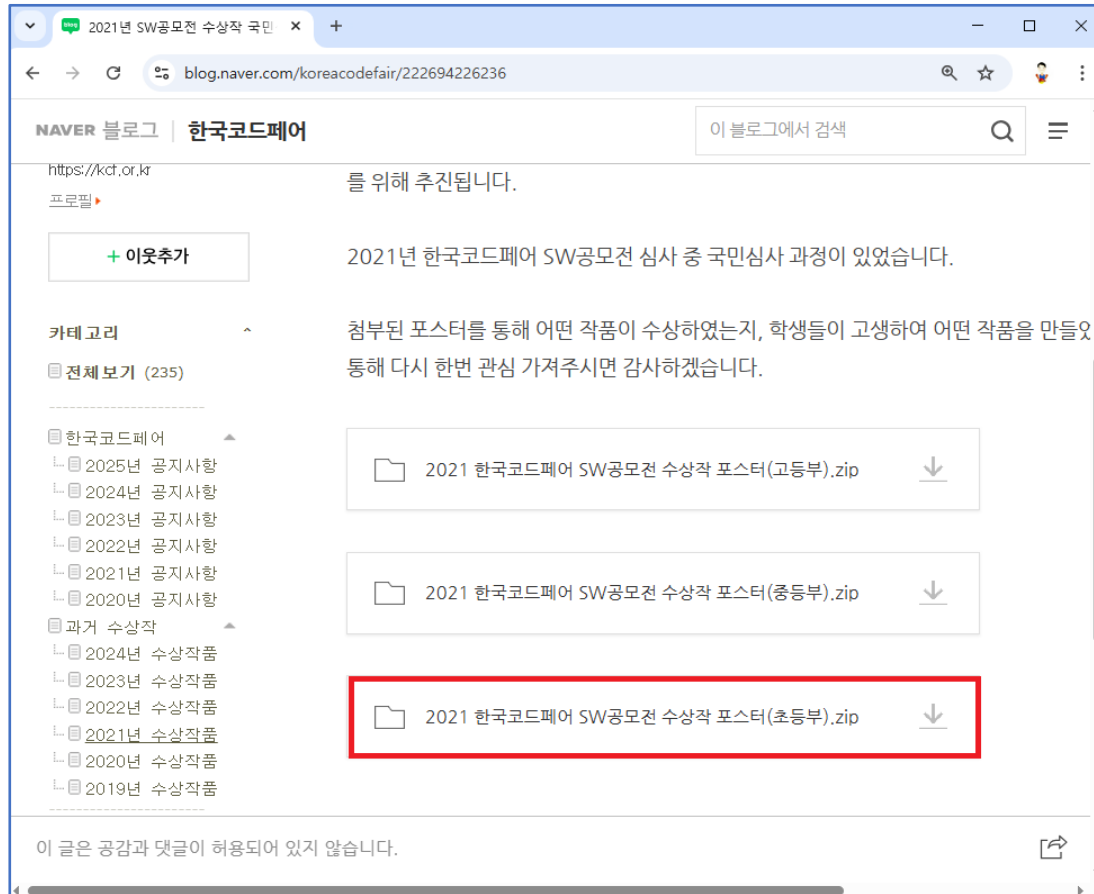 2021년 SW공모전 수상작 국민
blog.naver.com/koreacodefair/222694226236
NAVER 블로그 | 한국코드페어
이 블로그에서 검색
https://kcf.or.kr
프로필
+ 이웃추가
카테고리
전체보기 (235)
한국코드페어
2025년 공지사항
2024년 공지사항
2023년 공지사항
2022년 공지사항
2021년 공지사항
2020년 공지사항
과거 수상작
2024년 수상작품
2023년 수상작품
2022년 수상작품
2021년 수상작품
2020년 수상작품
2019년 수상작품
를 위해 추진됩니다.
2021년 한국코드페어 SW공모전 심사 중 국민심사 과정이 있었습니다.
첨부된 포스터를 통해 어떤 작품이 수상하였는지, 학생들이 고생하여 어떤 작품을
통해 다시 한번 관심 가져주시면 감사하겠습니다.
2021 한국코드페어 SW공모전 수상작 포스터(고등부).zip
2021 한국코드페어 SW공모전 수상작 포스터(중등부).zip
2021 한국코드페어 SW공모전 수상작 포스터(초등부).zip
이 글은 공감과 댓글이 허용되어 있지 않습니다.